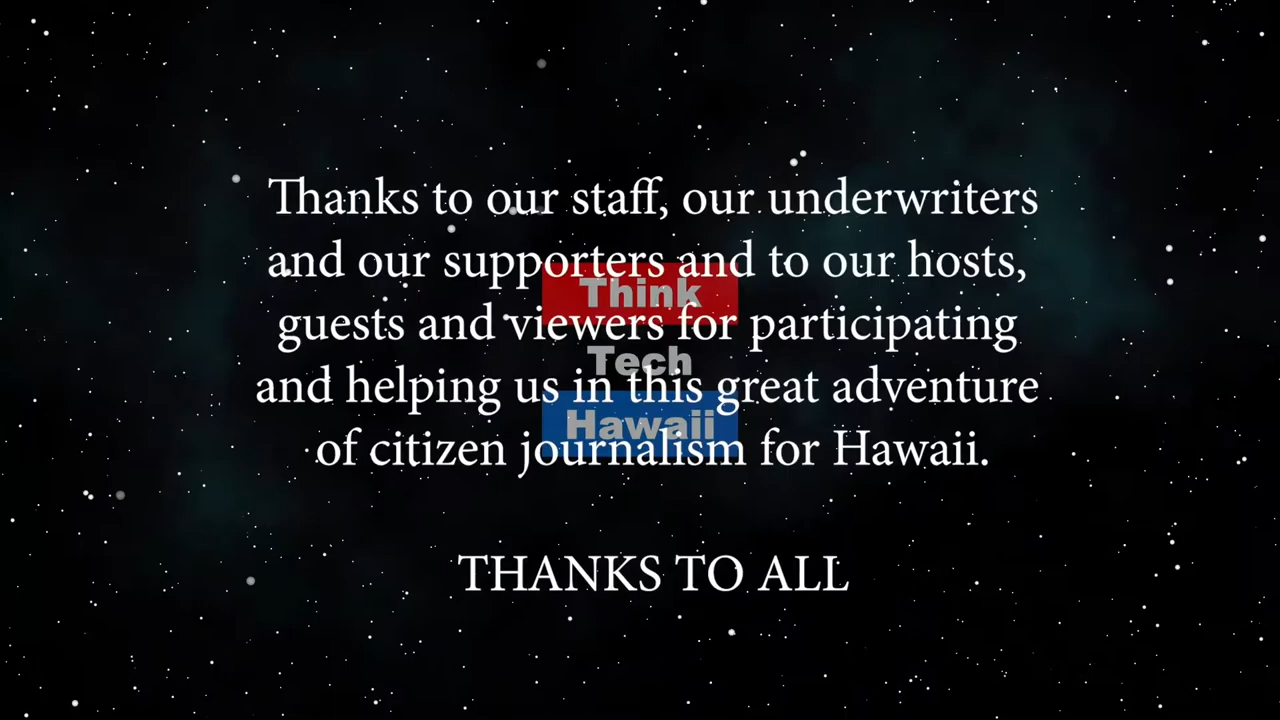 Thanks to our staff, our underwriters
and our supporters and to our hosts,
Think
guests and viewers for participating
Tech
and helping us in this great adventure
Hawaii
of citizen journalism for Hawaii.
THANKS TO ALL